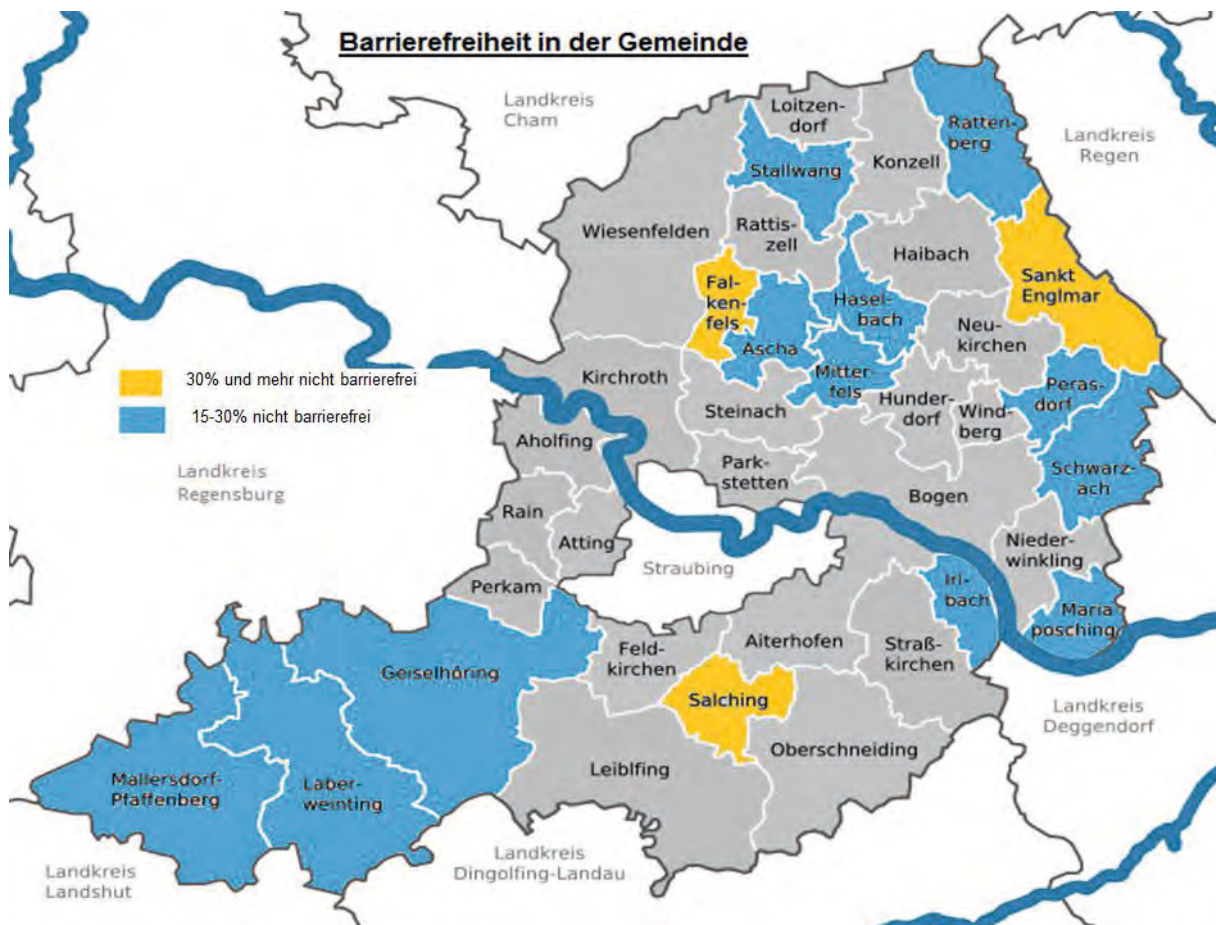 Barrierefreiheit in der Gemeinde
Landkreis
Cham
Loitzen-
dorf
Ratten-
berg
Landkreis
Regen
Konzell
Stallwang
Wiesenfelden
Rattis-
zell
Haibach
Sankt
Englmar
Fal-
ken-
fels
Hasel-
bach
Neu-
kirchen
Ascha
Mitter-
fels
Kirchroth
30% und mehr nicht barrierefrei
15-30% nicht barrierefrei
Peras-
dorf
Hunder-
dorf
Wind-
berg
Steinach
Aholfing
Landkreis
Regensburg
Park-
stetten
Schwarz-
ach
Bogen
Rain
Atting
Nieder-
winkling
Straubing
Perkam
Irl-
bach
Maria
posching
Feld-
kirchen
Aiterhofen
Straß-
kirchen
Geiselhöring
Salching
Landkreis
Deggendorf
Oberschneiding
Leiblfing
Mallersdorf-
Pfaffenberg
Laber-
weinting
Landkreis
Landshut
Landkreis
Dingolfing-Landau